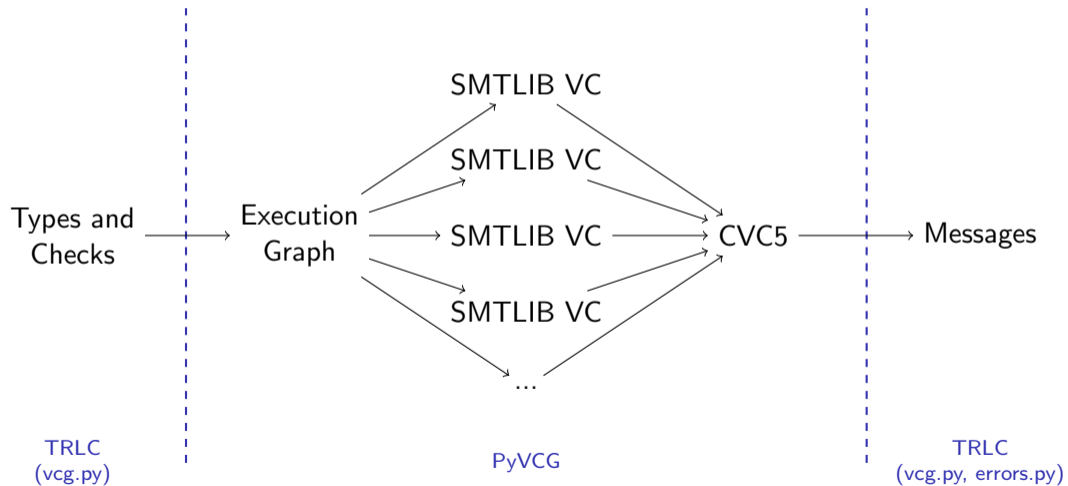 SMTLIB VC
SMTLIB VC
Types and
Checks
Execution
Graph
SMTLIB VC
CVC5
Messages
SMTLIB VC
...
TRLC
(vcg.py)
PyVCG
TRLC
(vcg.py, errors.py)